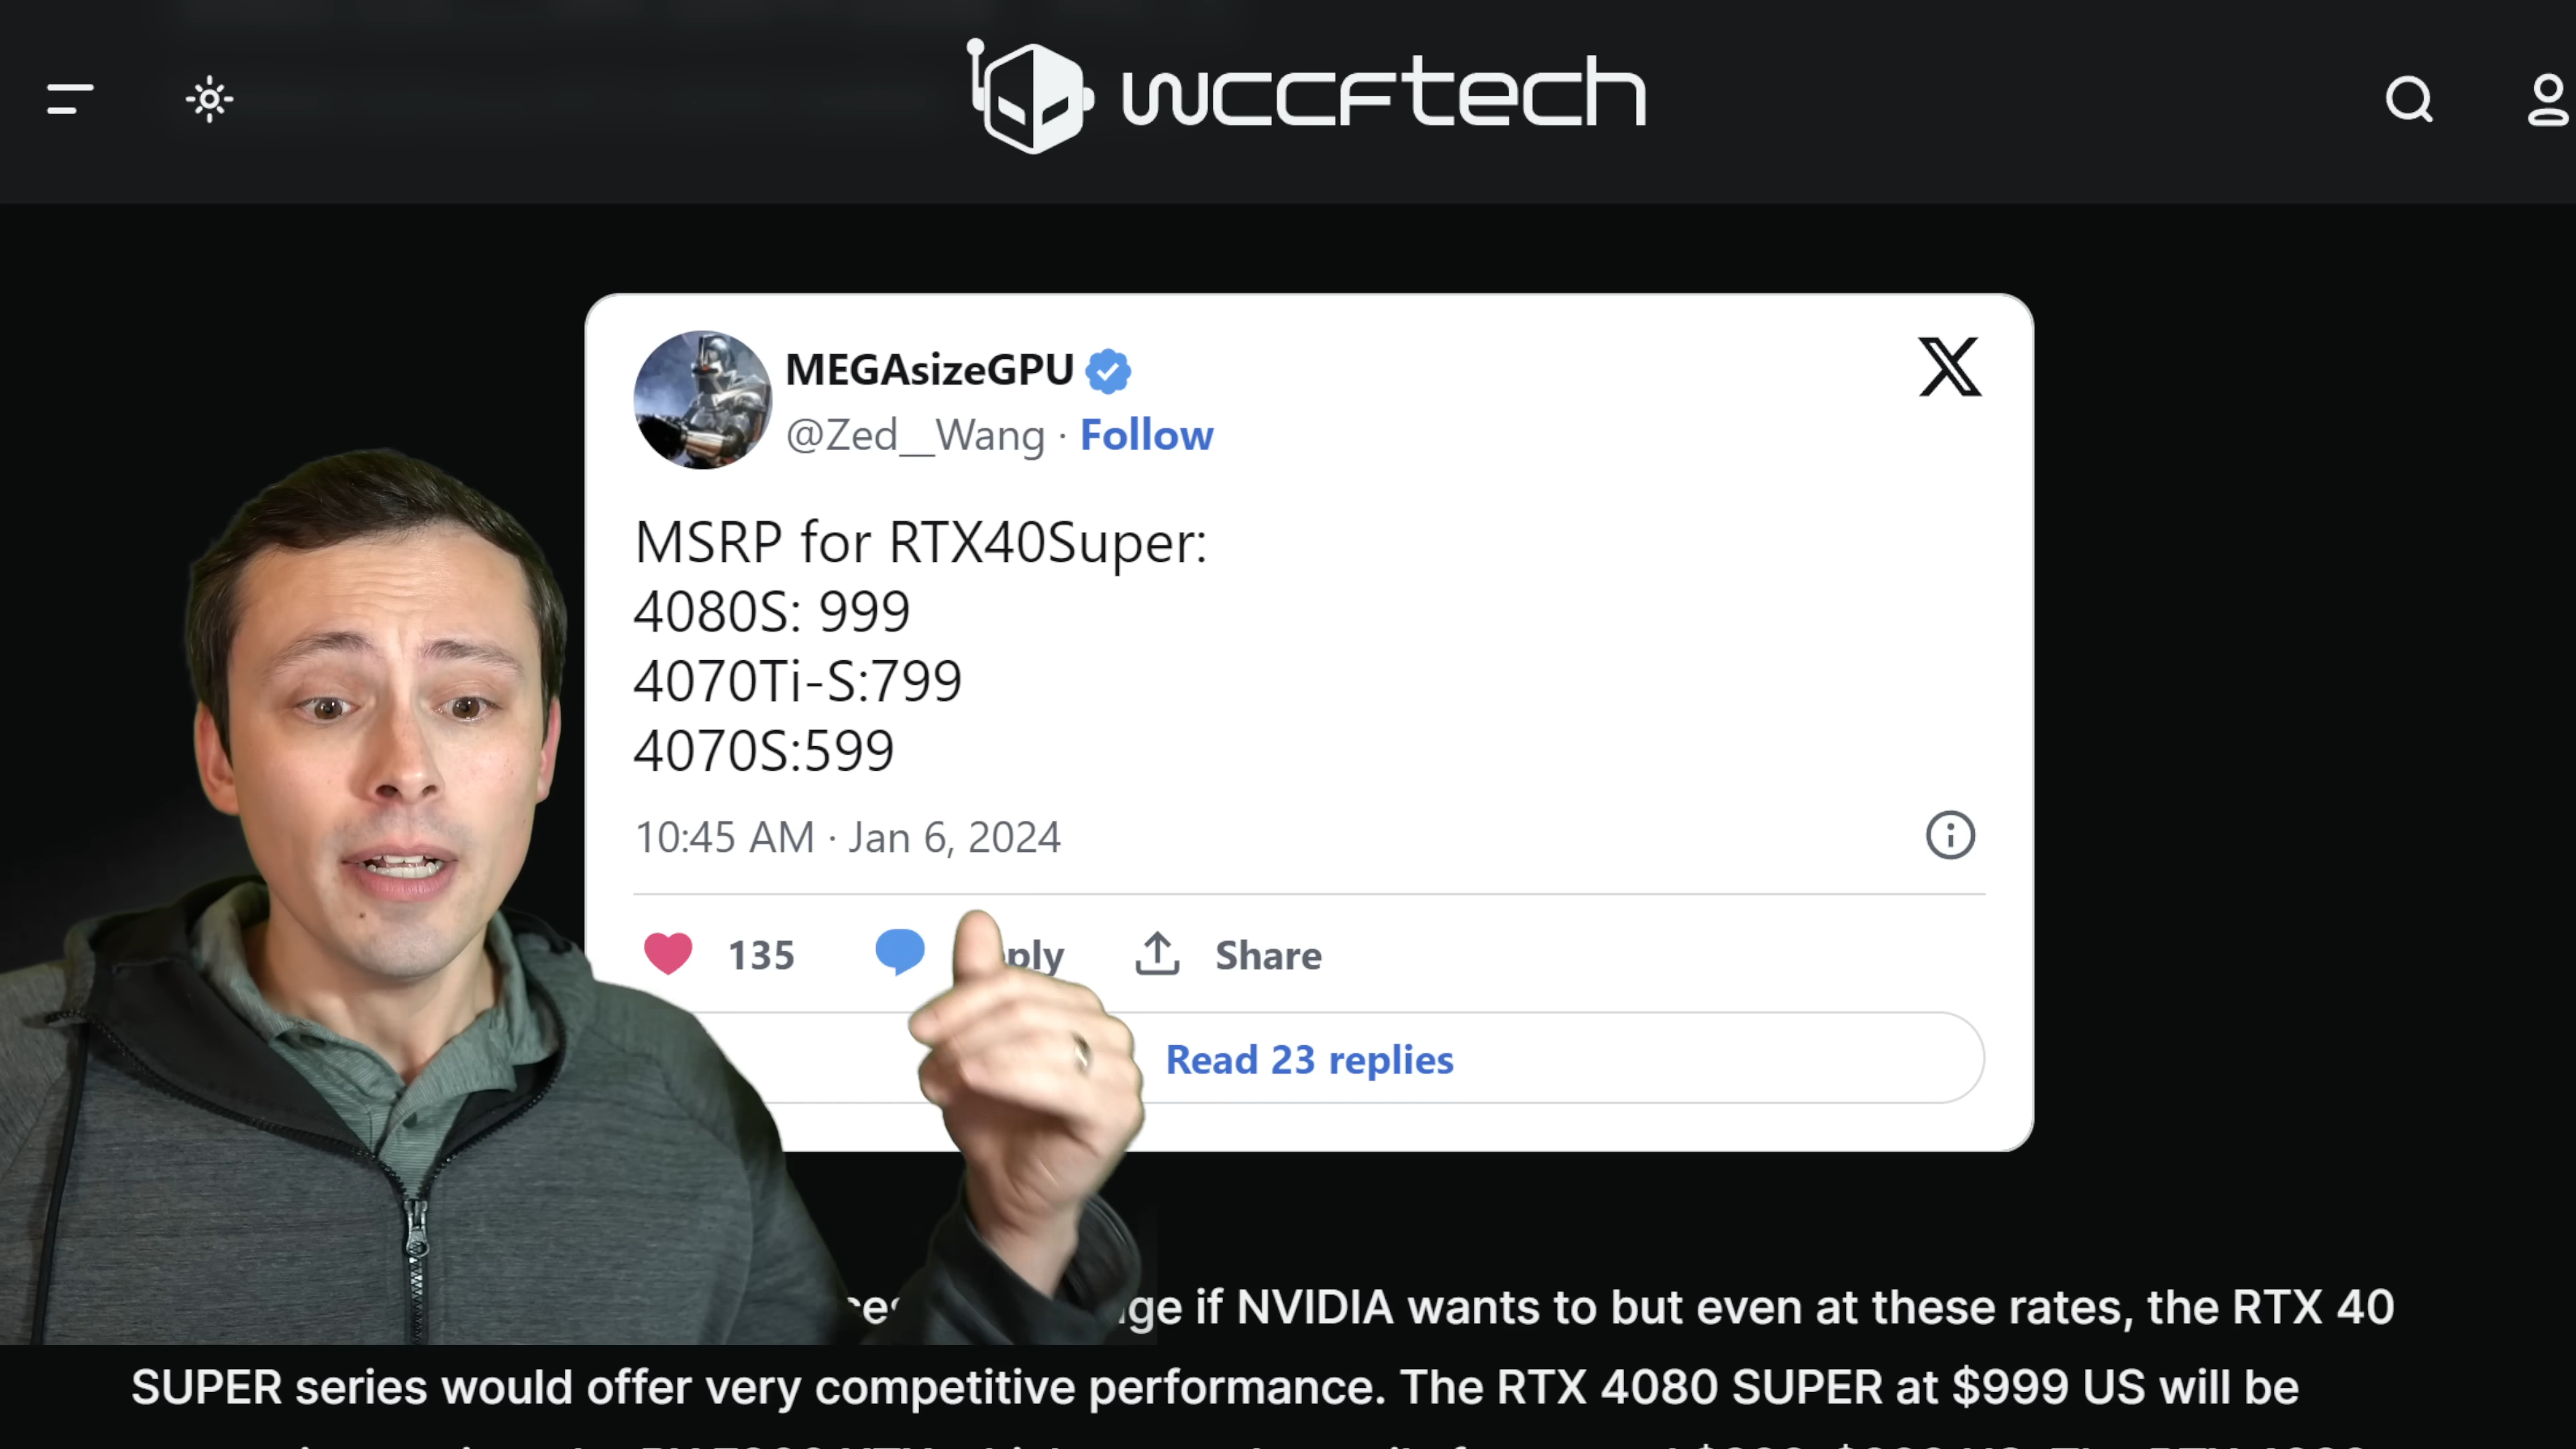 wccftech
MEGAsizeGPU
@Zed__Wang · Follow
MSRP for RTX40Super:
4080S: 999
4070Ti-S:799
4070S:599
10:45 AM · Jan 6, 2024
135 Share
Read 23 replies
if NVIDIA wants to but even at these rates, the RTX 40
SUPER series would offer very competitive performance. The RTX 4080 SUPER at $999 US will be